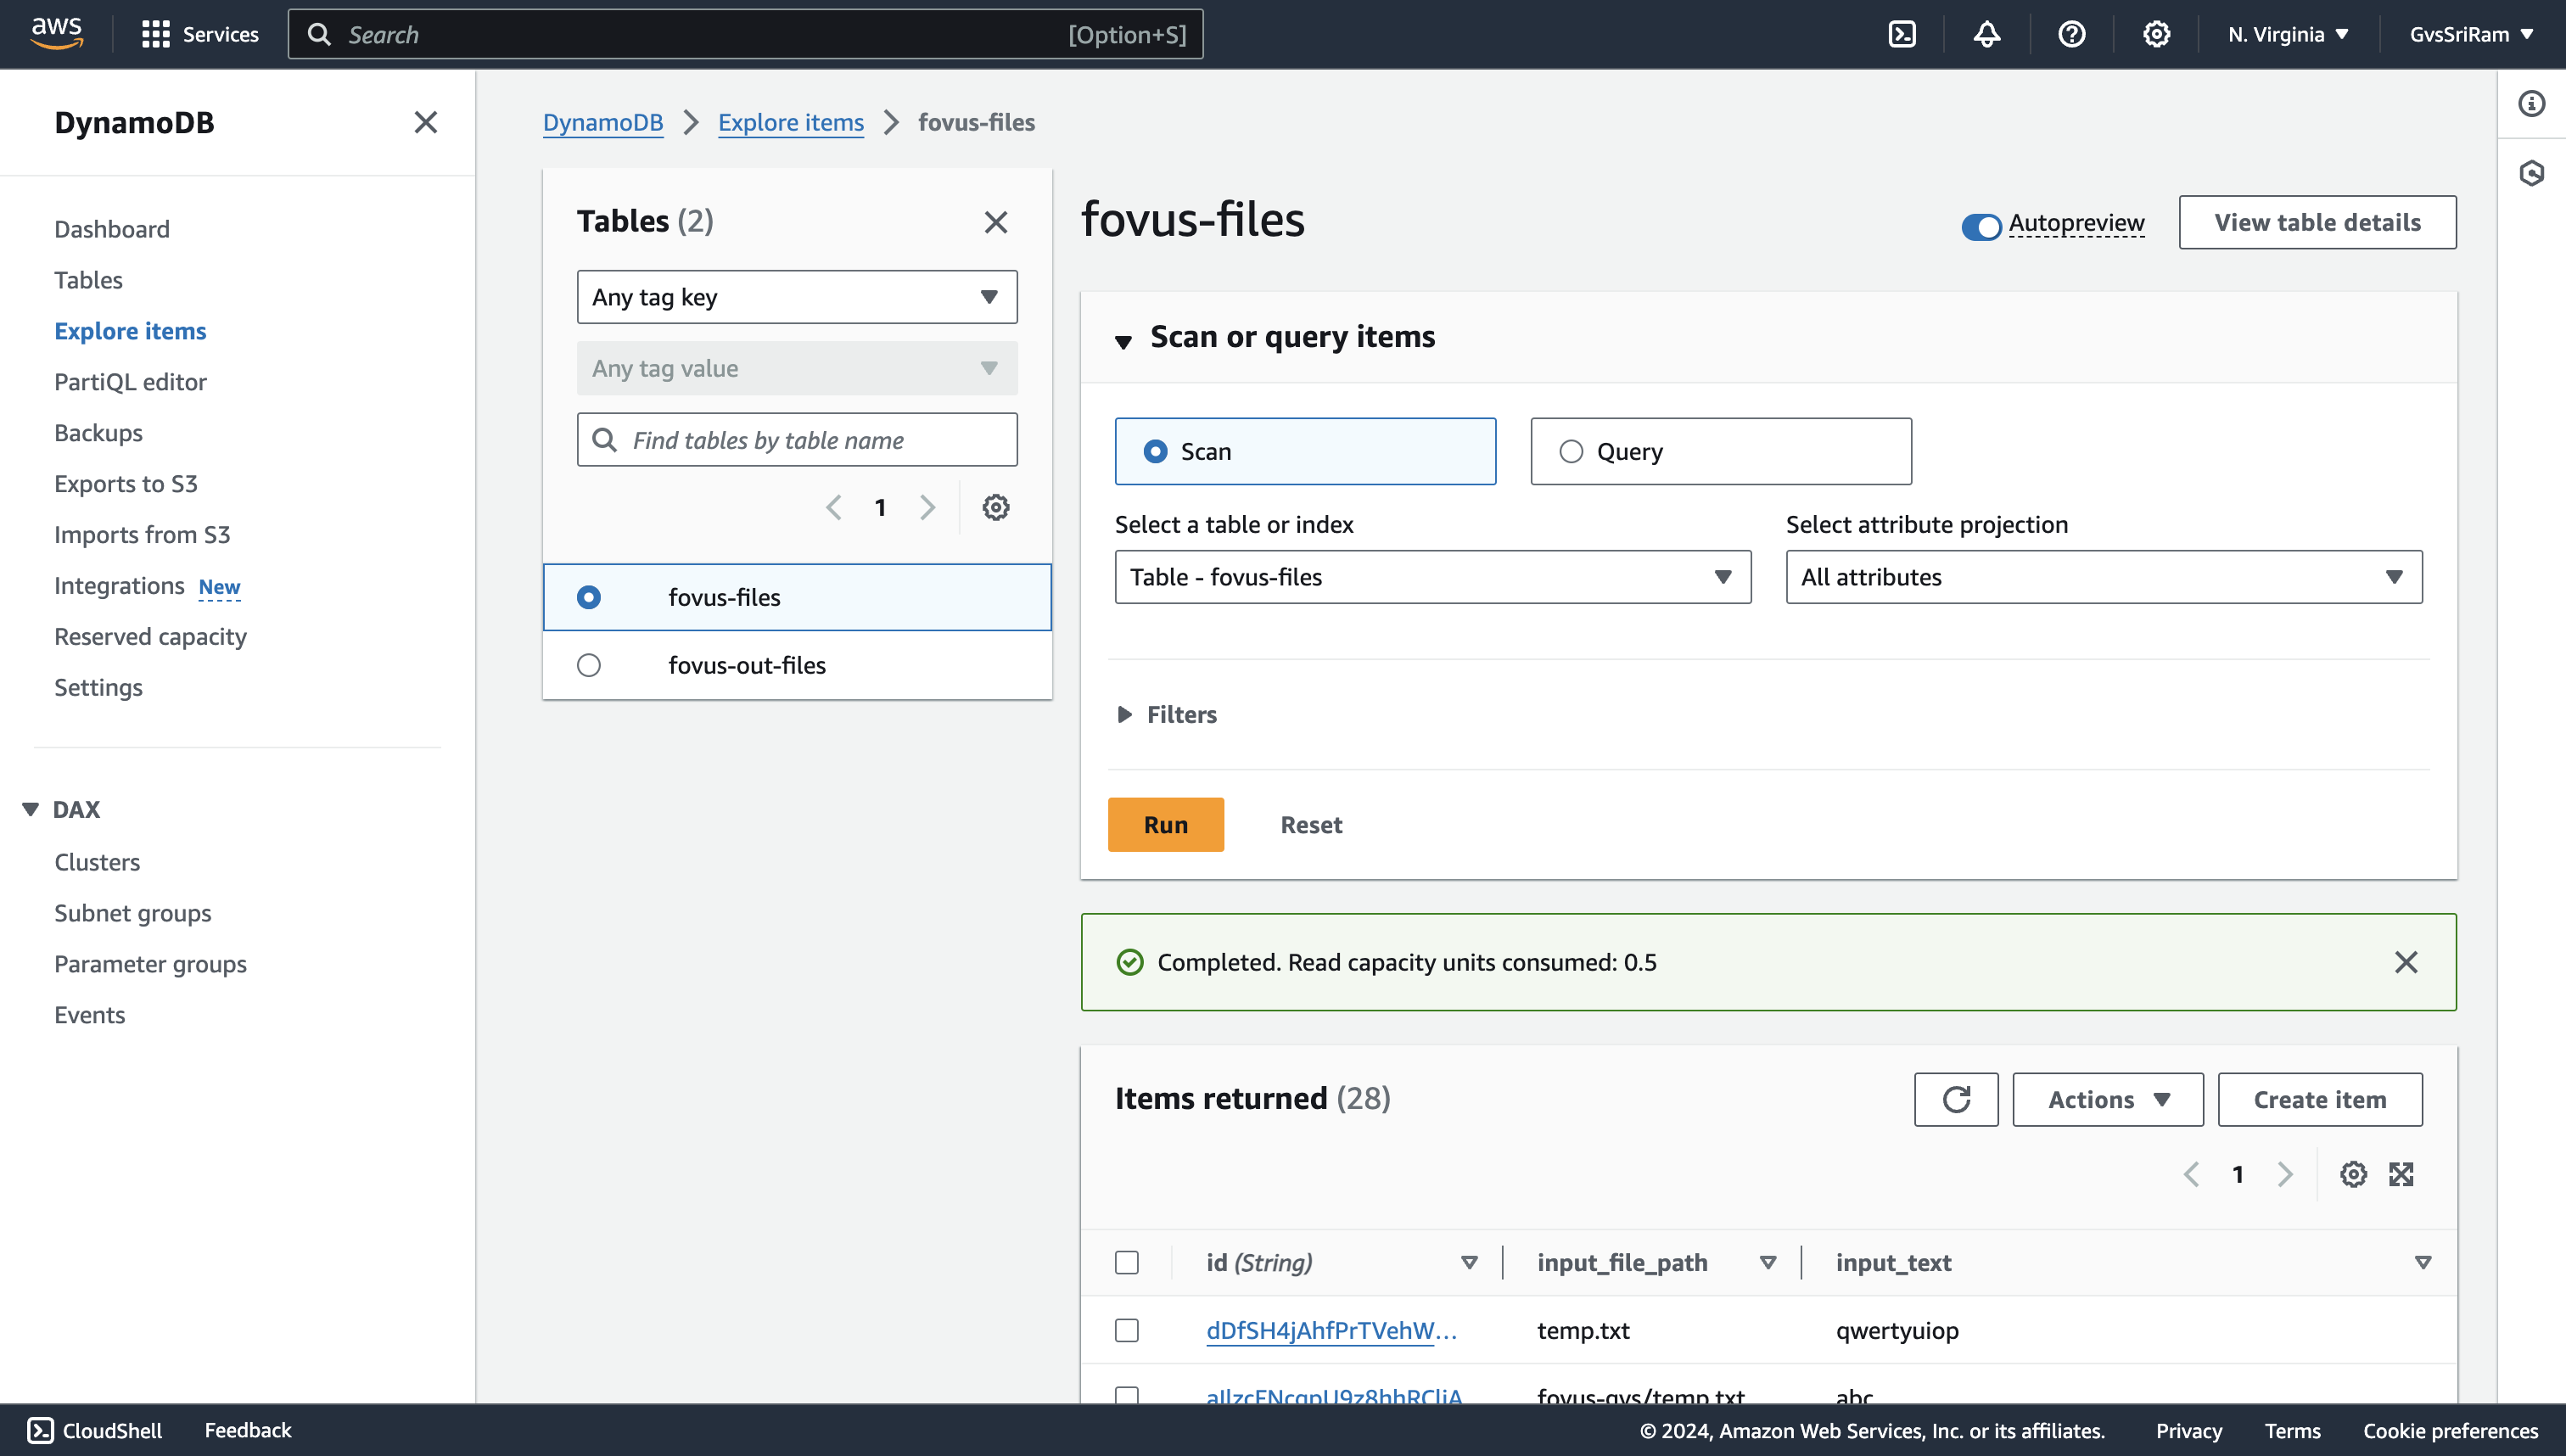 aws
Services
Search
[Option+S]
N. Virginia
GvsSriRam
DynamoDB
Dashboard
Tables
Explore items
PartiQL editor
Backups
Exports to S3
Imports from S3
Integrations New
Reserved capacity
Settings
DAX
Clusters
Subnet groups
Parameter groups
Events
DynamoDB
Explore items
fovus-files
Tables (2)
Any tag key
Any tag value
Find tables by table name
1
fovus-files
fovus-out-files
fovus-files
Autopreview
View table details
Scan or query items
Scan
Query
Select a table or index
Table - fovus-files
Select attribute projection
All attributes
Filters
Run
Reset
Completed. Read capacity units consumed: 0.5
Items returned (28)
Actions
Create item
1
id (String)
input_file_path
input_text
dDfSH4jAhfPrTVehW...
temp.txt
qwertyuiop
fovus-gvs/temp.txt
abc
CloudShell
Feedback
© 2024, Amazon Web Services, Inc. or its affiliates.
Privacy
Terms
Cookie preferences